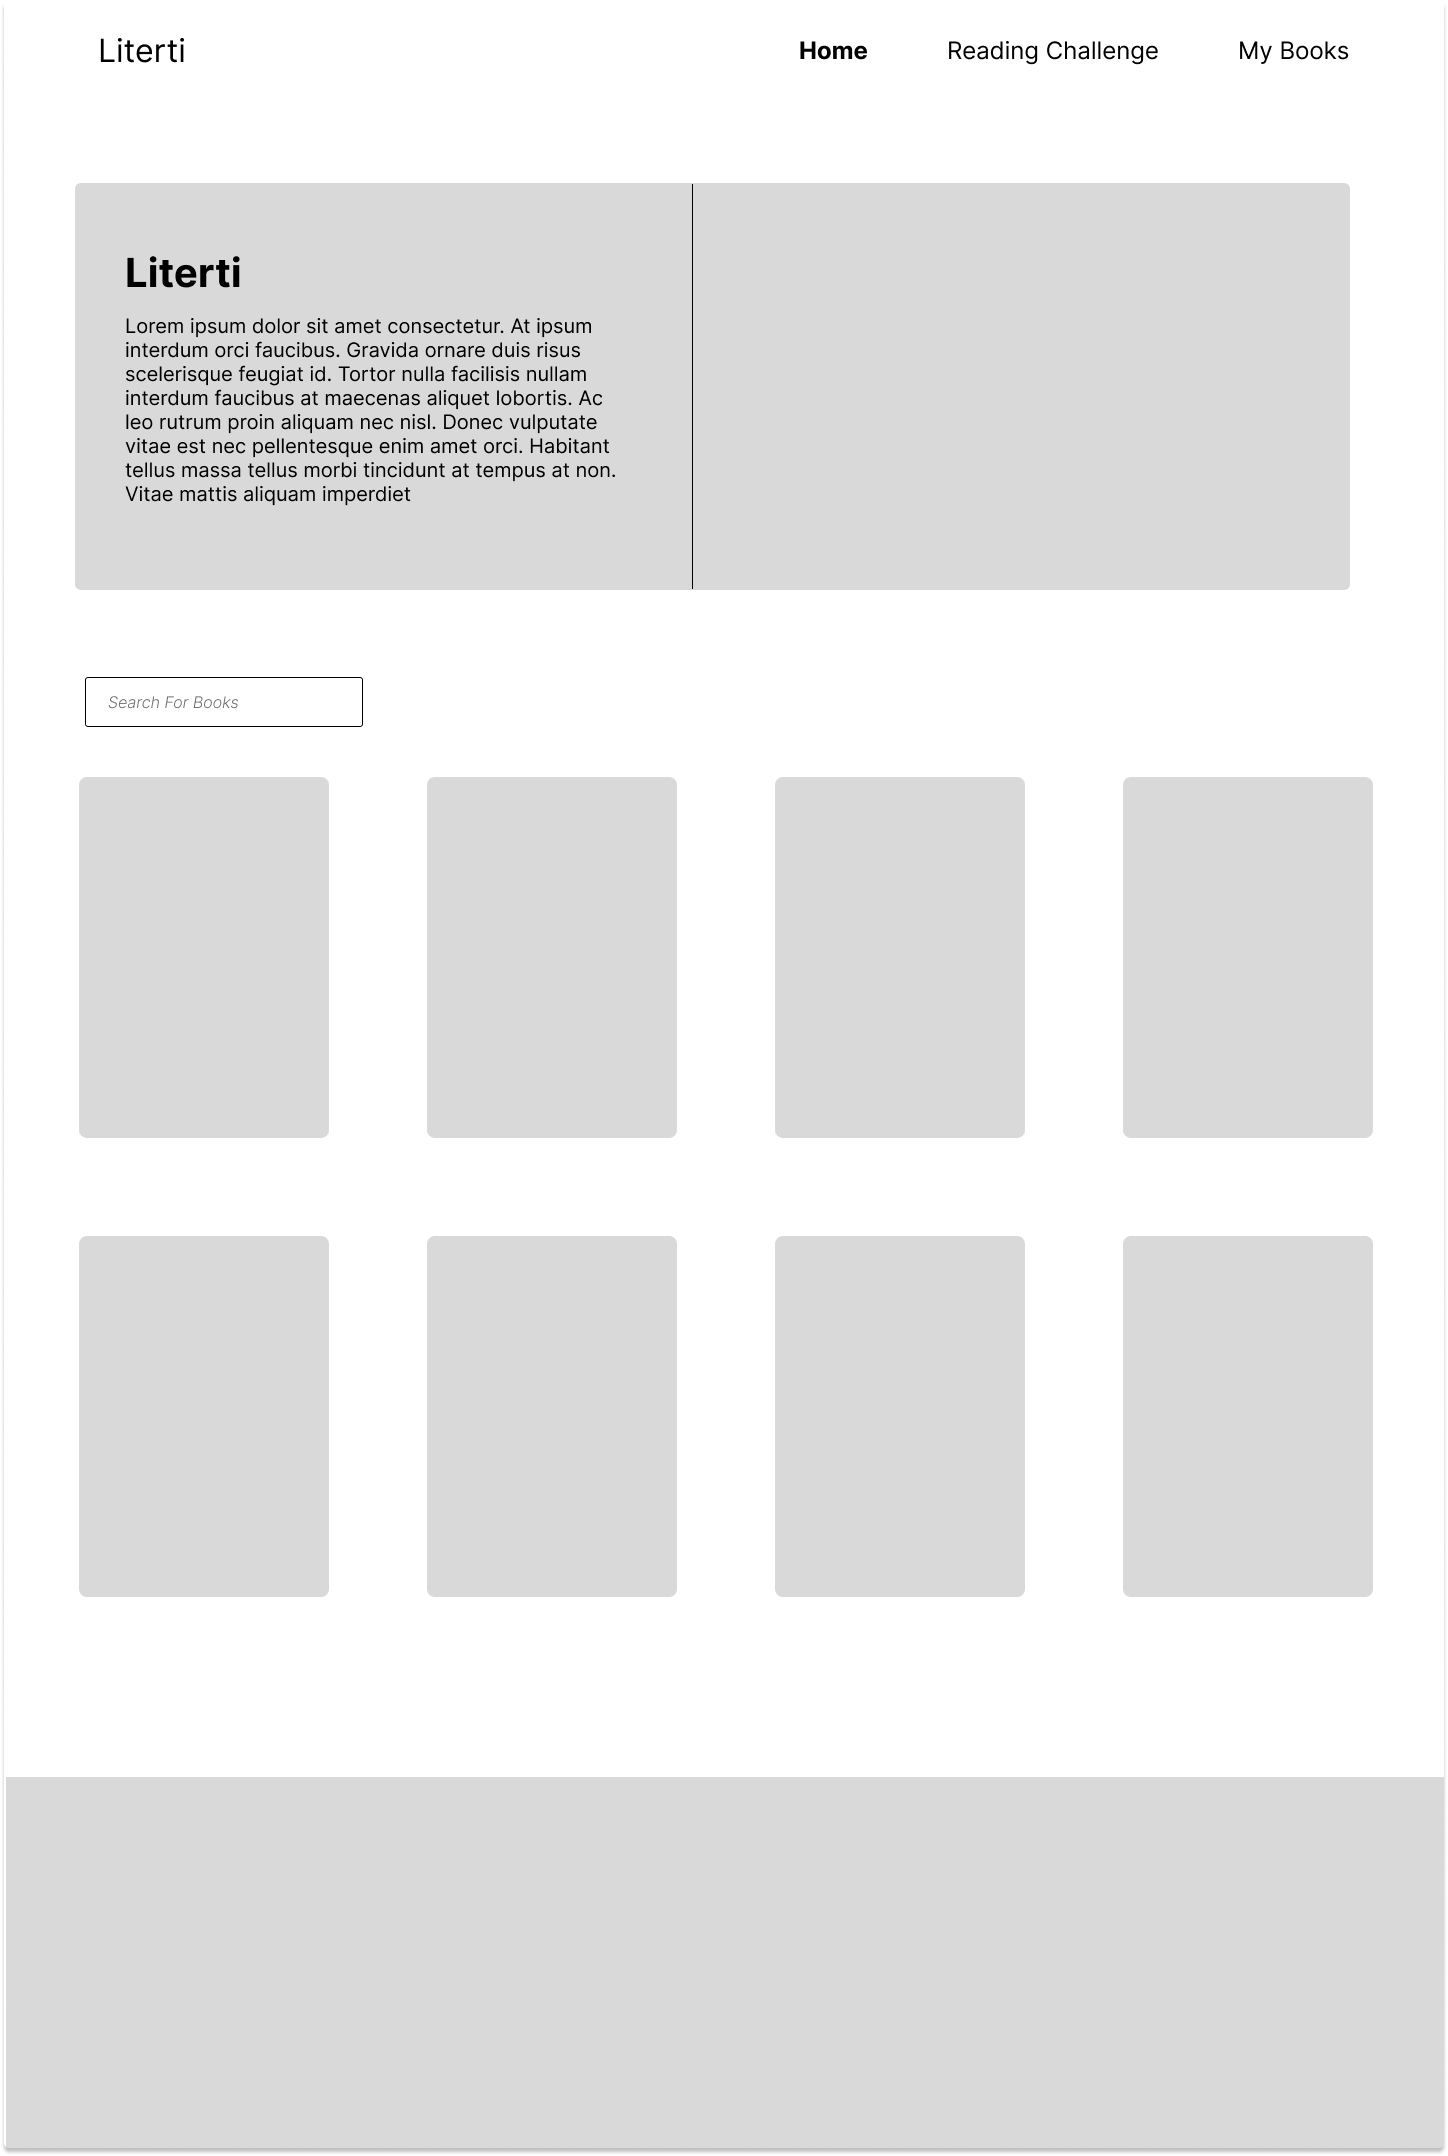 Literti
Home Reading Challenge My Books
Literti
Lorem ipsum dolor sit amet consectetur. At ipsum
interdum orci faucibus. Gravida ornare duis risus
scelerisque feugiat id. Tortor nulla facilisis nullam
interdum faucibus at maecenas aliquet lobortis. Ac
leo rutrum proin aliquam nec nisl. Donec vulputate
vitae est nec pellentesque enim amet orci. Habitant
tellus massa tellus morbi tincidunt at tempus at non.
Vitae mattis aliquam imperdiet
Search For Books